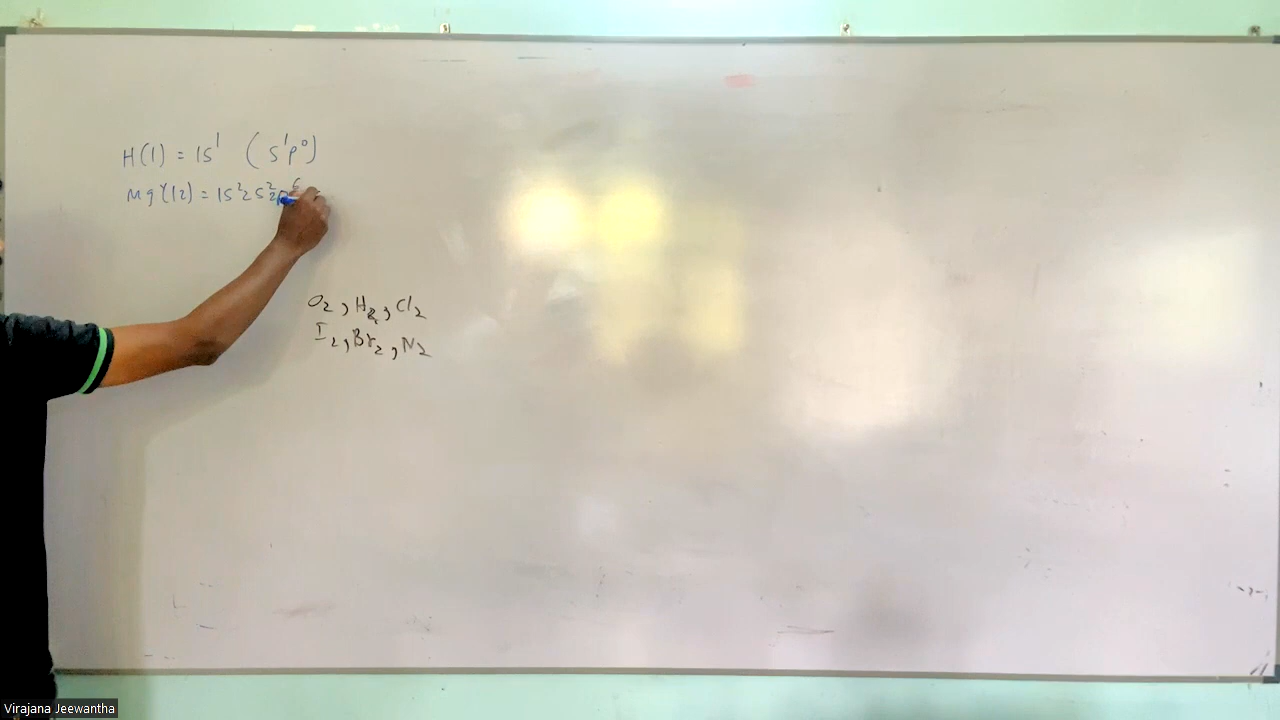 H(1) = 1S¹ (S¹P⁰)
Mg(12) = 1S²2S²2P⁶
O₂, H₂, Cl₂
I₂, Br₂, N₂
Virajana Jeewantha